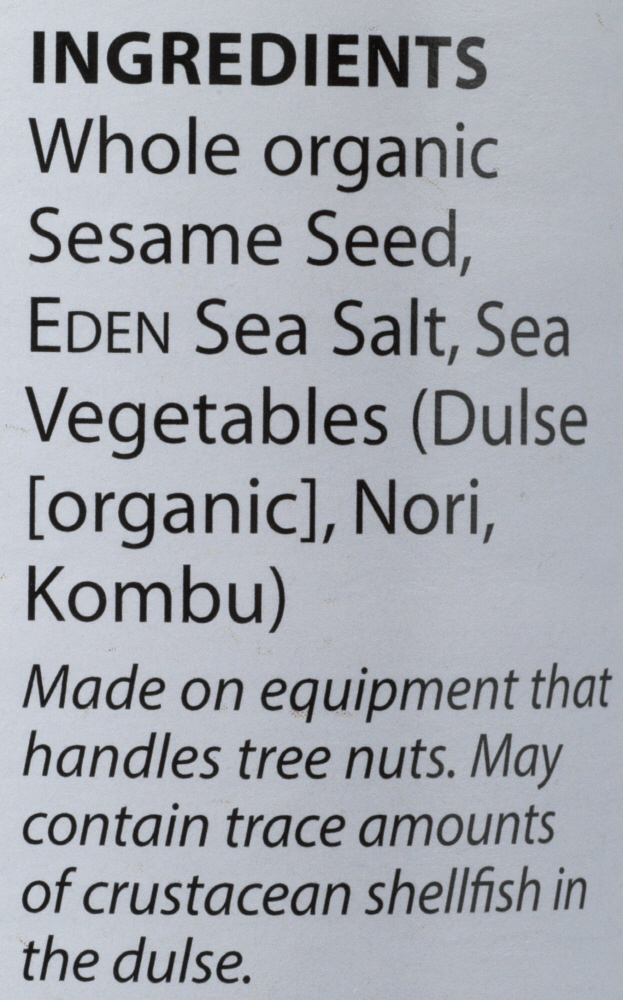 INGREDIENTS
Whole organic
Sesame Seed,
EDEN Sea Salt, Sea
Vegetables (Dulse
[organic], Nori,
Kombu)
Made on equipment that
handles tree nuts. May
contain trace amounts
of crustacean shellfish in
the dulse.